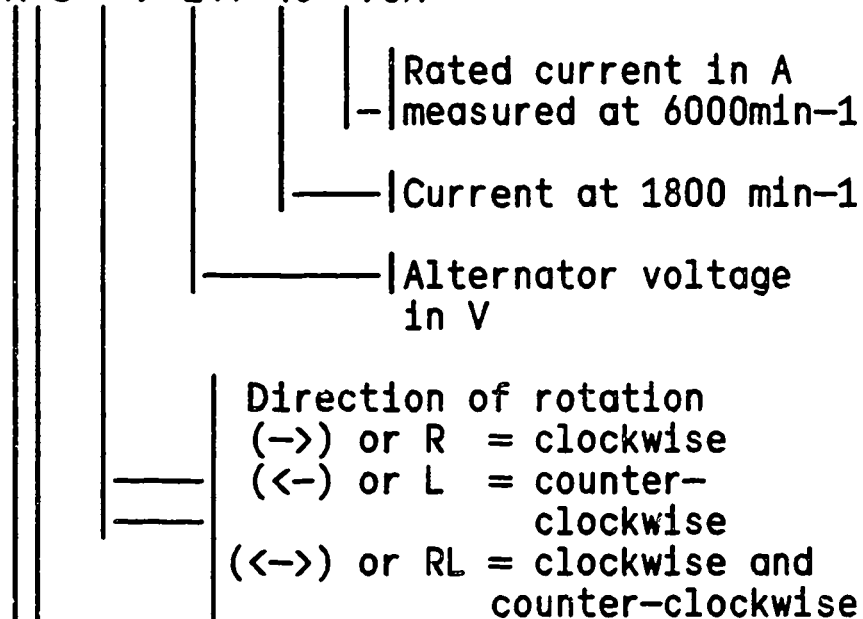 Rated current in A
measured at 6000min-1
Current at 1800 min-1
Alternator voltage
in V
Direction of rotation
(->) or R = clockwise
(<-) or L = counter-
clockwise
(<->) or RL = clockwise and
counter-clockwise